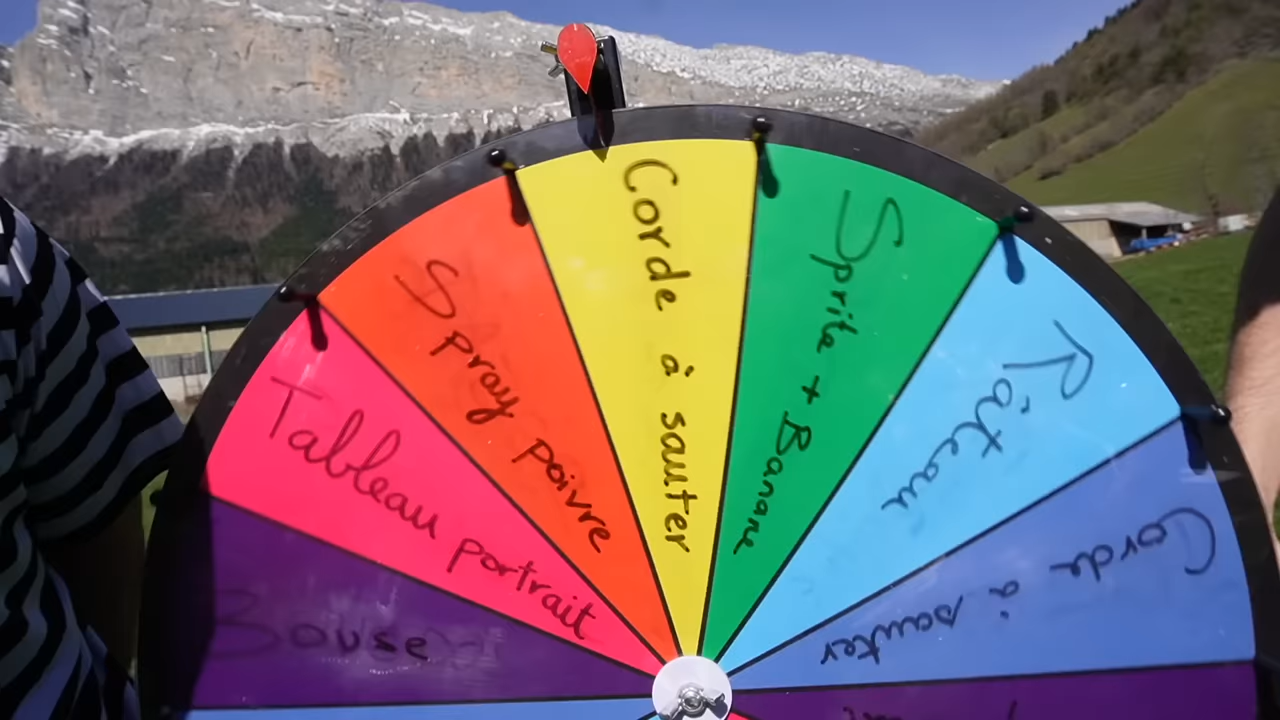 Bouse
Tableau portrait
Spray poivre
Corde à sauter
Sprite + Banane
Râteau
Corde à sauter